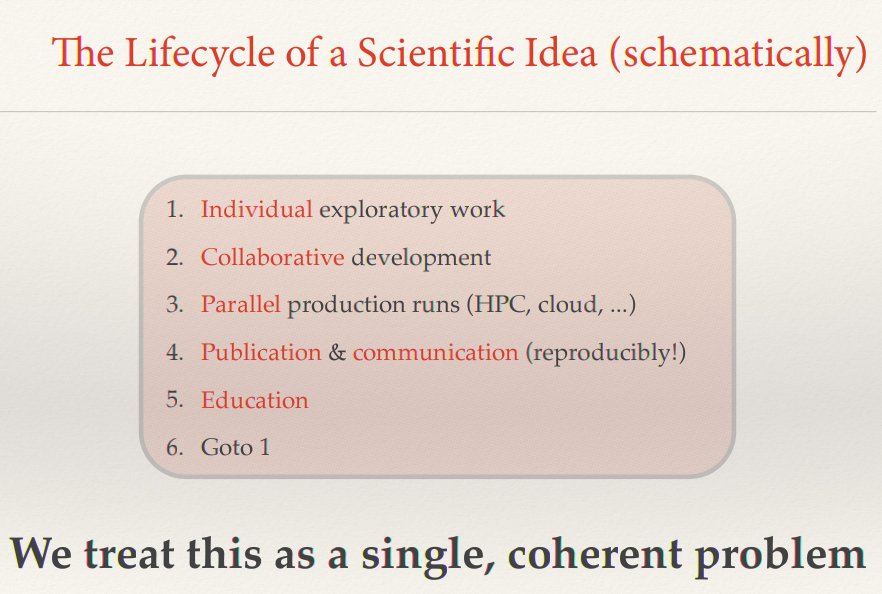 The Lifecycle of a Scientific Idea (schematically)
1. Individual exploratory work
2. Collaborative development
3. Parallel production runs (HPC, cloud, ...)
4. Publication & communication (reproducibly!)
5. Education
6. Goto 1
We treat this as a single, coherent problem